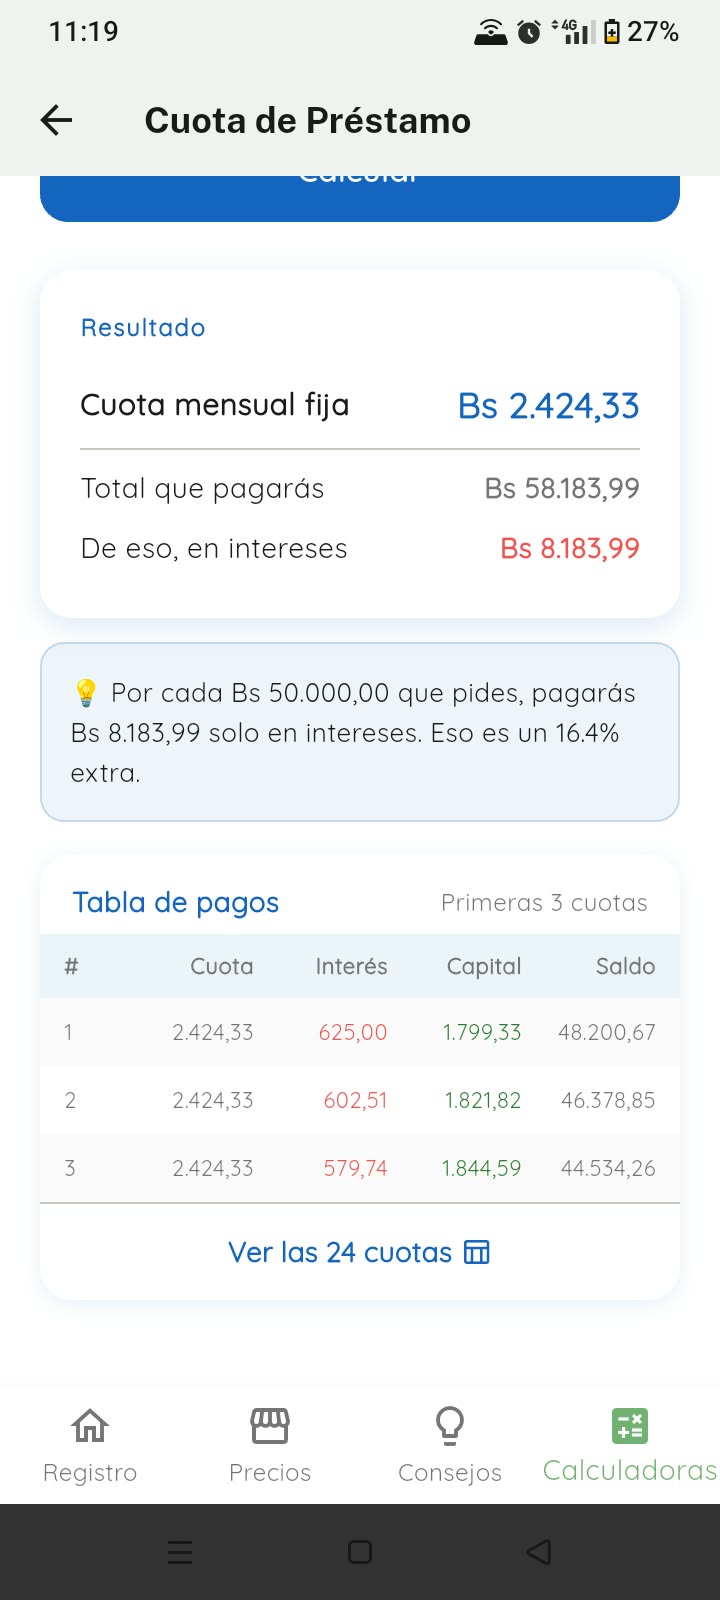 11:19
4G
27%
Cuota de Préstamo
Calcular
Resultado
Cuota mensual fija Bs 2.424,33
Total que pagarás Bs 58.183,99
De eso, en intereses Bs 8.183,99
💡 Por cada Bs 50.000,00 que pides, pagarás
Bs 8.183,99 solo en intereses. Eso es un 16.4%
extra.
Tabla de pagos Primeras 3 cuotas
# Cuota Interés Capital Saldo
1 2.424,33 625,00 1.799,33 48.200,67
2 2.424,33 602,51 1.821,82 46.378,85
3 2.424,33 579,74 1.844,59 44.534,26
Ver las 24 cuotas
Registro Precios Consejos Calculadoras